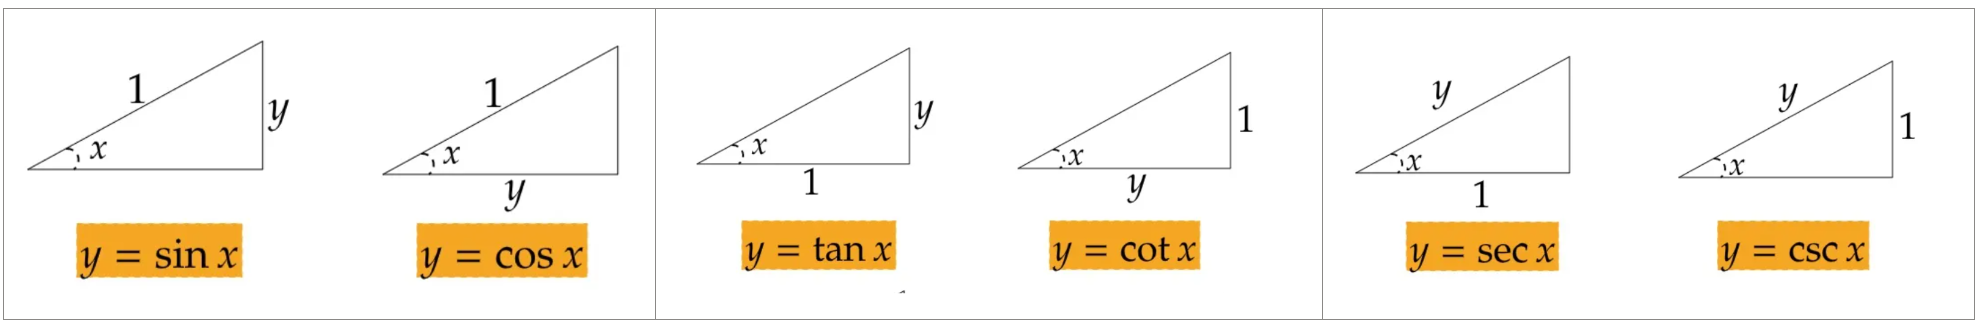 1
y
x
y = sin x
1
x
y
y = cos x
y
x
1
y = tan x
1
x
y
y = cot x
y
x
1
y = sec x
y
1
x
y = csc x